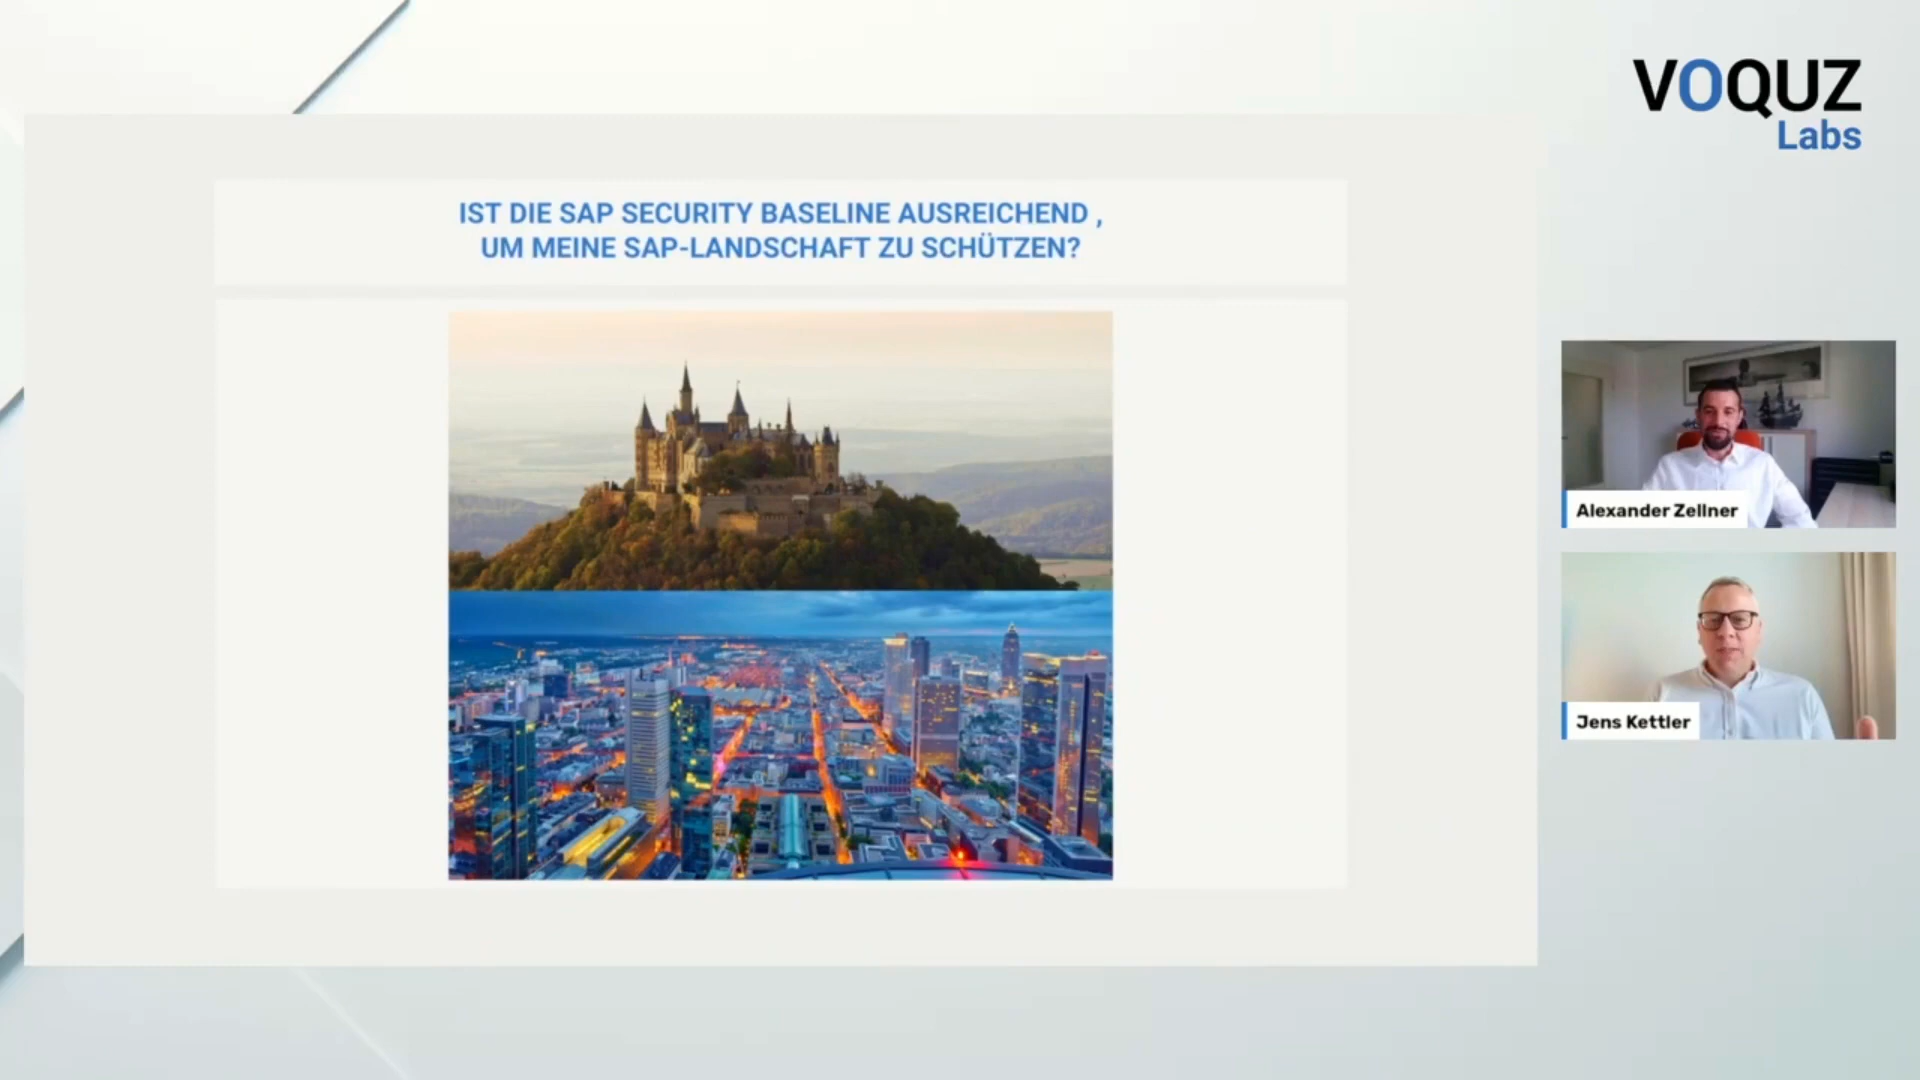 VOQUZ
Labs
IST DIE SAP SECURITY BASELINE AUSREICHEND ,
UM MEINE SAP-LANDSCHAFT ZU SCHÜTZEN?
Alexander Zellner
Jens Kettler